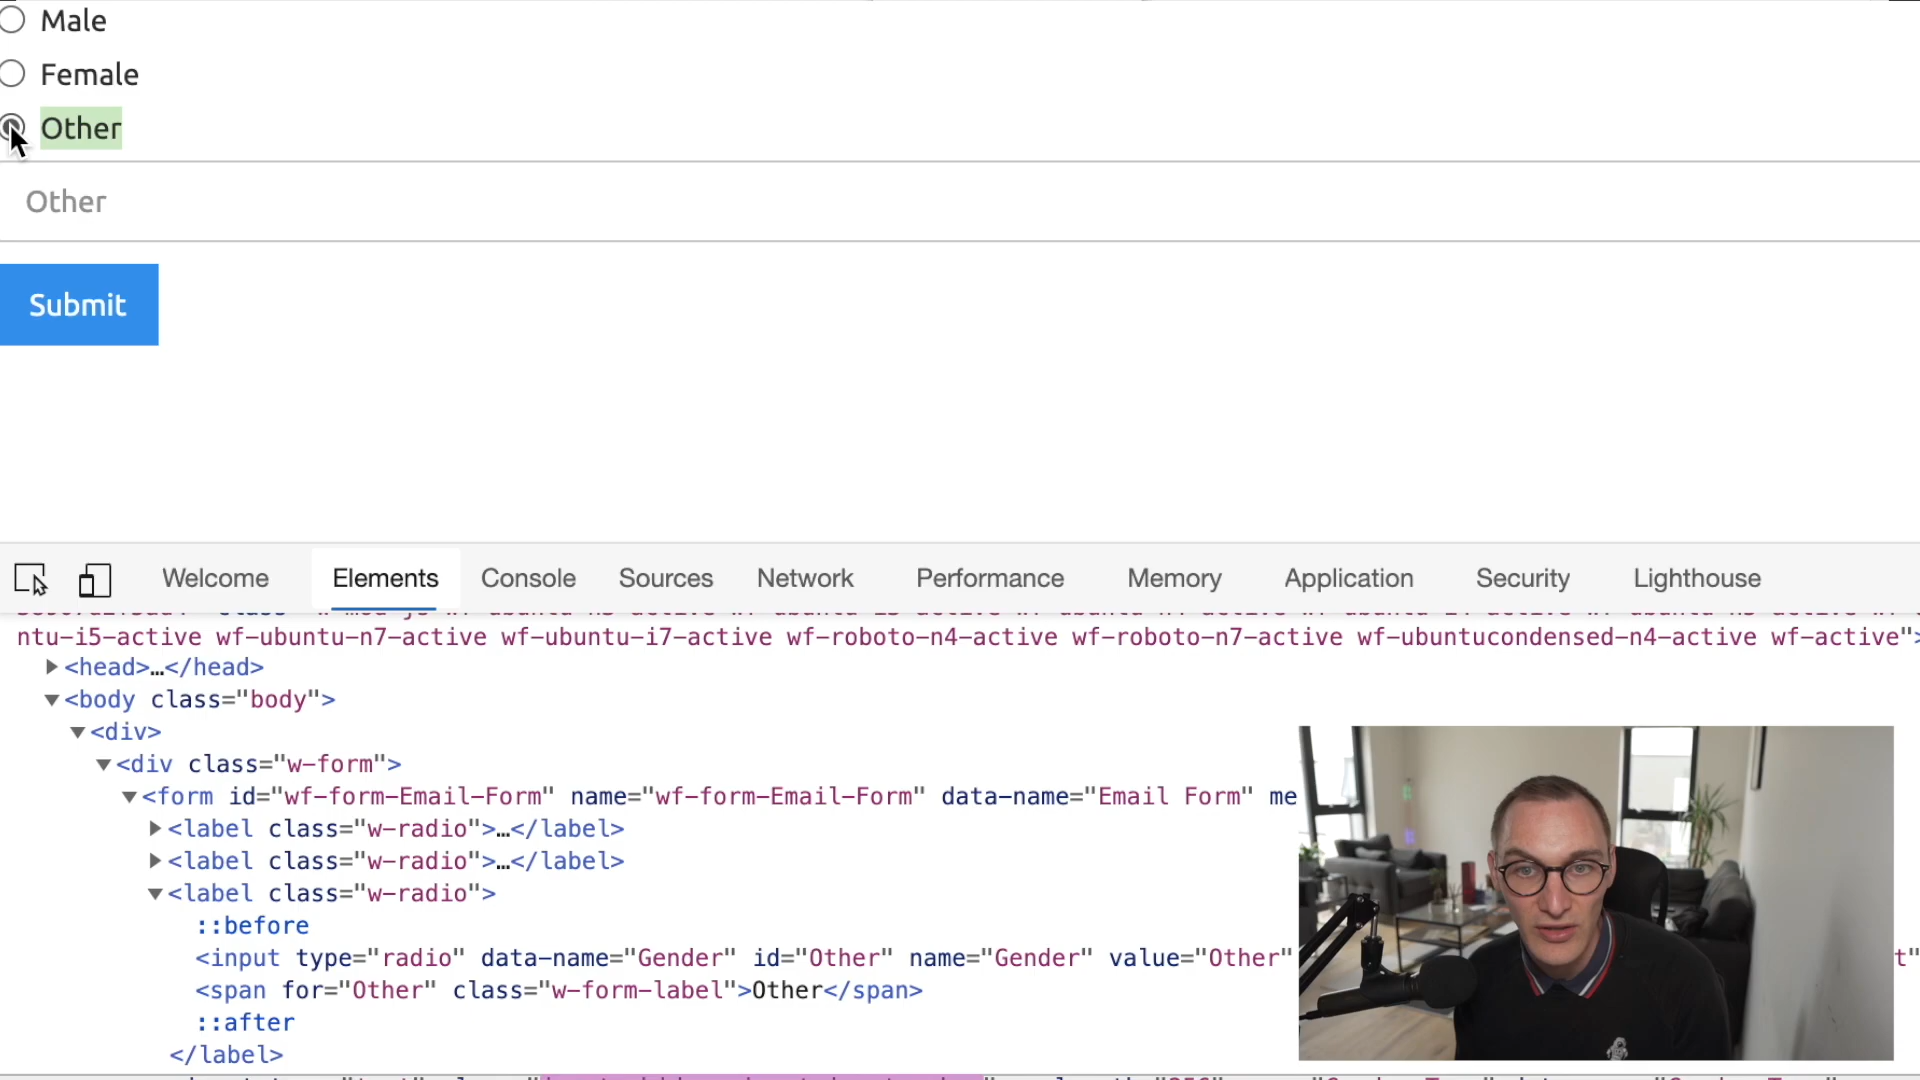 Male
Female
Other
Other
Submit
Welcome Elements Console Sources Network Performance Memory Application Security Lighthouse
ntu-i5-active wf-ubuntu-n7-active wf-ubuntu-i7-active wf-roboto-n4-active wf-roboto-n7-active wf-ubuntucondensed-n4-active wf-active">
<head>…</head>
<body class="body">
<div>
<div class="w-form">
<form id="wf-form-Email-Form" name="wf-form-Email-Form" data-name="Email Form" me
<label class="w-radio">…</label>
<label class="w-radio">…</label>
<label class="w-radio">
::before
<input type="radio" data-name="Gender" id="Other" name="Gender" value="Other" t"
<span for="Other" class="w-form-label">Other</span>
::after
</label>